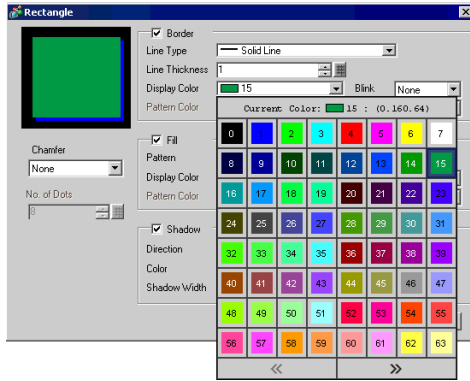 Rectangle
Border
Line Type
Solid Line
Line Thickness
1
Display Color
15
Blink
None
Pattern Color
Current Color: 15 : (0.160.64)
0 1 2 3 4 5 6 7
Fill
Chamfer
Pattern
8 9 10 11 12 13 14 15
None
Display Color
No. of Dots
Pattern Color
16 17 18 19 20 21 22 23
8
Shadow
24 25 26 27 28 29 30 31
Direction
32 33 34 35 36 37 38 39
Color
Shadow Width
40 41 42 43 44 45 46 47
48 49 50 51 52 53 54 55
56 57 58 59 60 61 62 63